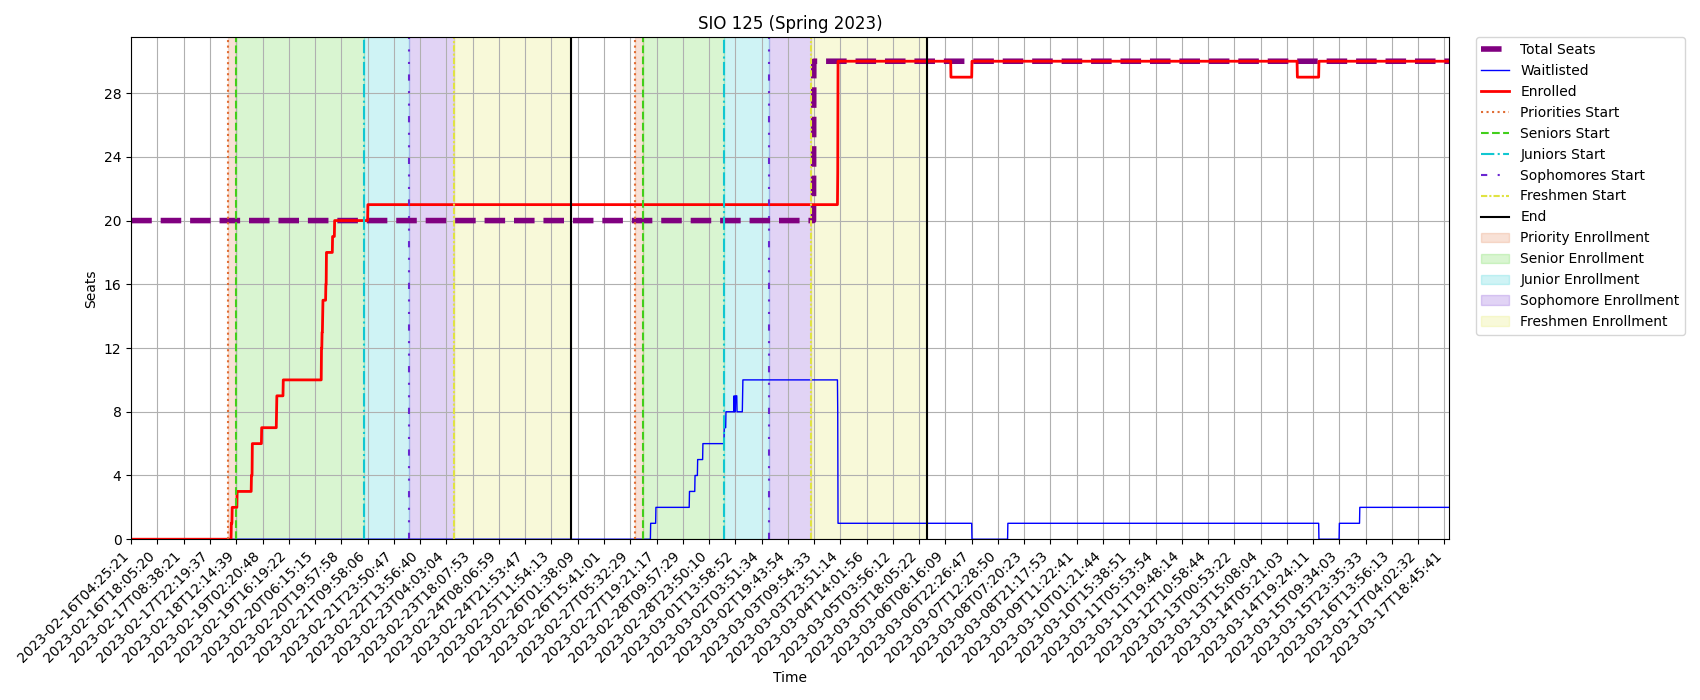 SIO 125 (Spring 2023)
Seats
28
24
20
16
12
8
4
0
2023-02-16T04:25:21
2023-02-16T18:05:20
2023-02-17T08:38:21
2023-02-17T22:19:37
2023-02-18T12:14:39
2023-02-19T02:20:48
2023-02-19T16:19:22
2023-02-20T06:15:15
2023-02-20T19:57:58
2023-02-21T09:58:06
2023-02-21T23:50:47
2023-02-22T13:56:40
2023-02-23T04:03:04
2023-02-23T18:07:53
2023-02-24T08:06:59
2023-02-24T21:53:47
2023-02-25T11:54:13
2023-02-26T01:38:09
2023-02-26T15:41:01
2023-02-27T05:32:29
2023-02-27T19:21:17
2023-02-28T09:57:29
2023-02-28T23:50:10
2023-03-01T13:58:52
2023-03-02T03:51:34
2023-03-02T19:43:54
2023-03-03T09:54:33
2023-03-03T23:51:14
2023-03-04T14:01:56
2023-03-05T03:56:12
2023-03-05T18:05:22
2023-03-06T08:16:09
2023-03-06T22:26:47
2023-03-07T12:28:50
2023-03-08T07:20:23
2023-03-08T21:17:53
2023-03-09T11:22:41
2023-03-10T01:21:44
2023-03-10T15:38:51
2023-03-11T05:53:54
2023-03-11T19:48:14
2023-03-12T10:58:44
2023-03-13T00:53:22
2023-03-13T15:08:04
2023-03-14T05:21:03
2023-03-14T19:24:11
2023-03-15T09:34:03
2023-03-15T23:35:33
2023-03-16T13:56:13
2023-03-17T04:02:32
2023-03-17T18:45:41
Time
Total Seats
Waitlisted
Enrolled
Priorities Start
Seniors Start
Juniors Start
Sophomores Start
Freshmen Start
End
Priority Enrollment
Senior Enrollment
Junior Enrollment
Sophomore Enrollment
Freshmen Enrollment